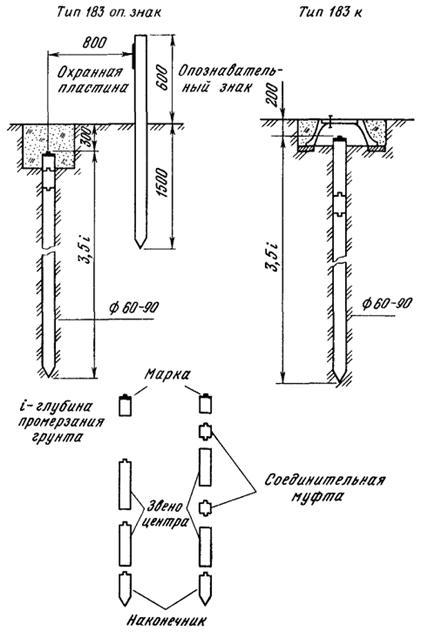 Тип 183 оп. знак
Тип 183 к
800
Охранная
пластина
600
Опознаватель-
ный знак
200
300
1500
3,5i
3,5i
ϕ 60-90
ϕ 60-90
i-глубина
промерзания
грунта
Марка
Соединительная
муфта
Звено
центра
Наконечник